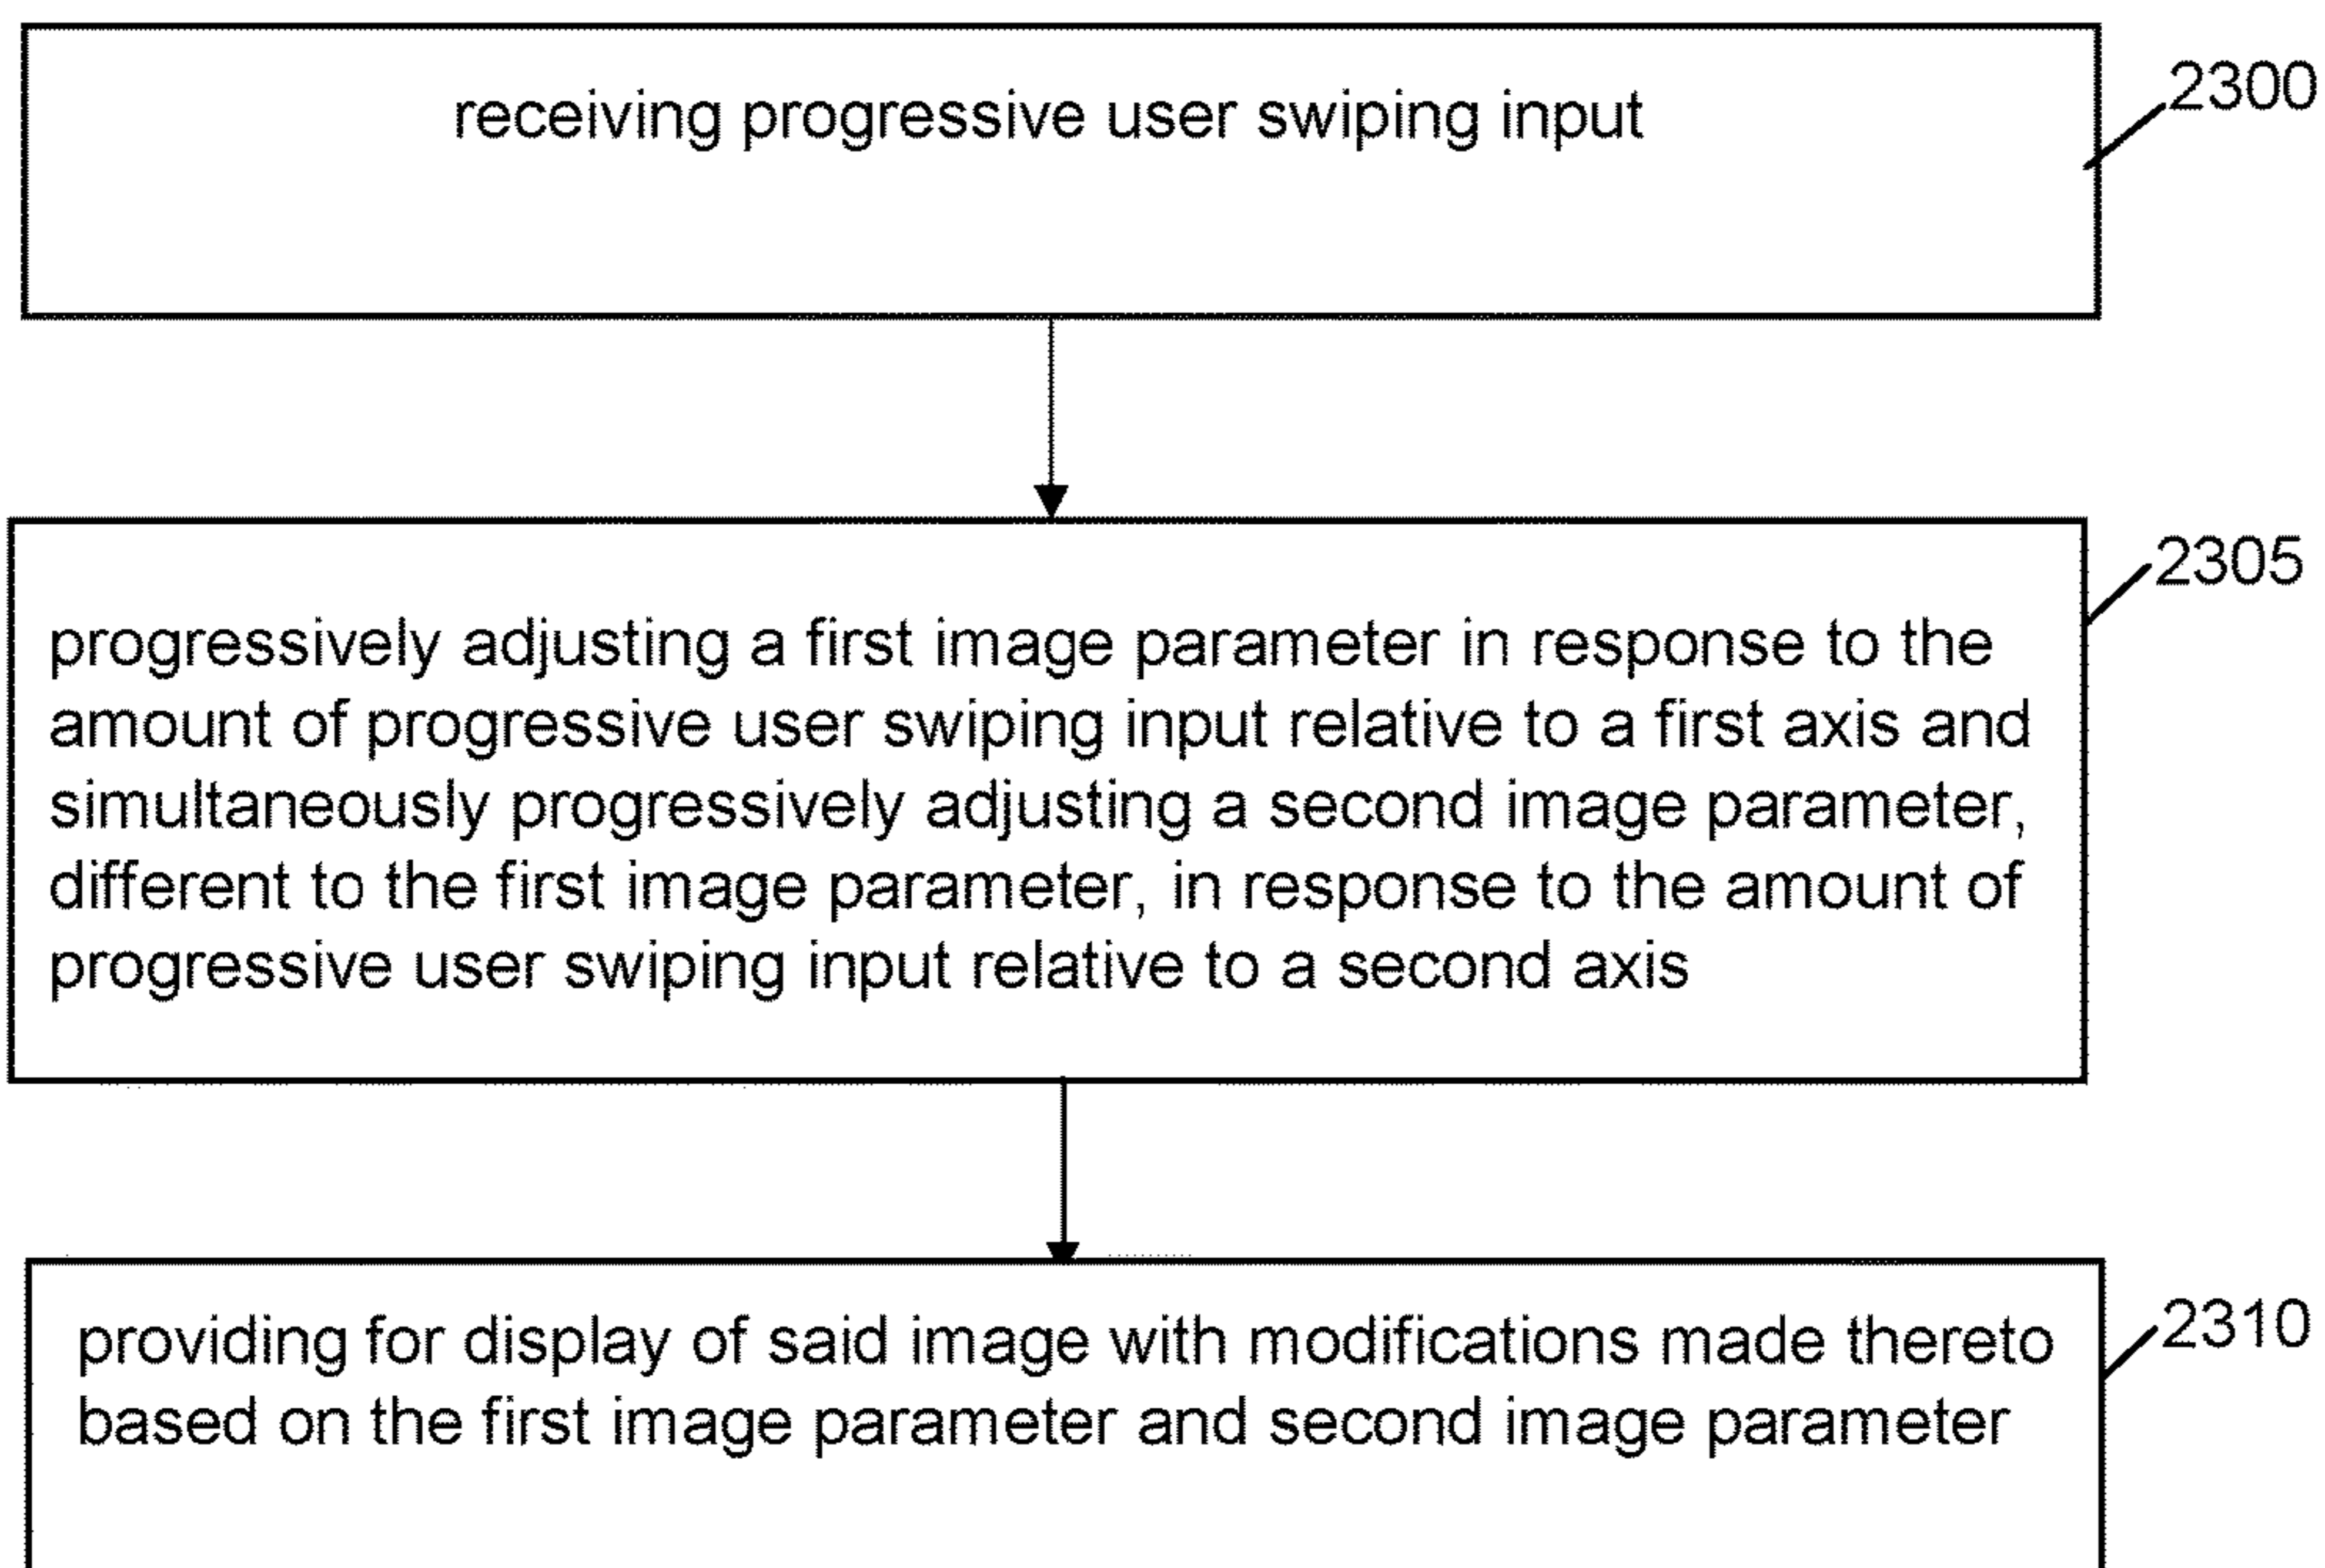 receiving progressive user swiping input
2300
2305
progressively adjusting a first image parameter in response to the
amount of progressive user swiping input relative to a first axis and
simultaneously progressively adjusting a second image parameter,
different to the first image parameter, in response to the amount of
progressive user swiping input relative to a second axis
2310
providing for display of said image with modifications made thereto
based on the first image parameter and second image parameter